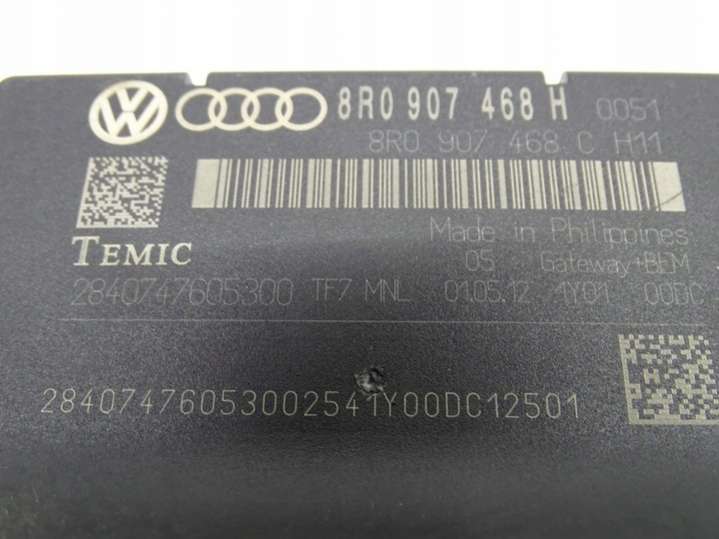 8R0 907 468 H 0051
8R0 907 468 C H11
TEMIC
Made in Philippines
05 Gateway+BEM
2840747605300 TF7 MNL 01.05.12 1Y01 00DC
28407476053002541Y00DC12501